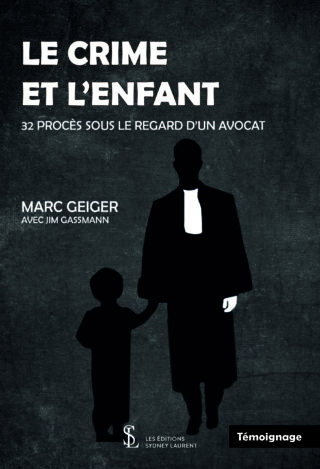 LE CRIME
ET L'ENFANT
32 PROCÈS SOUS LE REGARD D'UN AVOCAT
MARC GEIGER
AVEC JIM GASSMANN
SL
LES ÉDITIONS
SYDNEY LAURENT
Témoignage